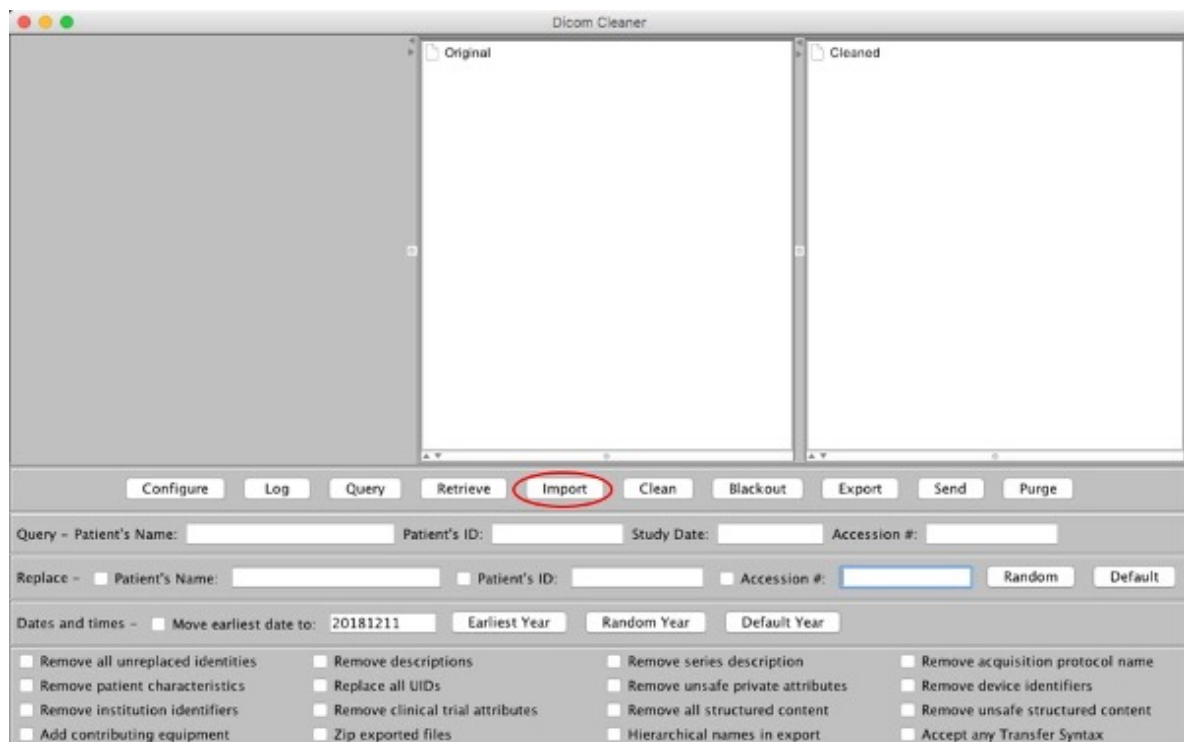 Dicom Cleaner
Original
Cleaned
Configure Log Query Retrieve Import Clean Blackout Export Send Purge
Query - Patient's Name: Patient's ID: Study Date: Accession #:
Replace - Patient's Name: Patient's ID: Accession #: Random Default
Dates and times - Move earliest date to: 20181211 Earliest Year Random Year Default Year
Remove all unreplaced identities Remove descriptions Remove series description Remove acquisition protocol name
Remove patient characteristics Replace all UIDs Remove unsafe private attributes Remove device identifiers
Remove institution identifiers Remove clinical trial attributes Remove all structured content Remove unsafe structured content
Add contributing equipment Zip exported files Hierarchical names in export Accept any Transfer Syntax